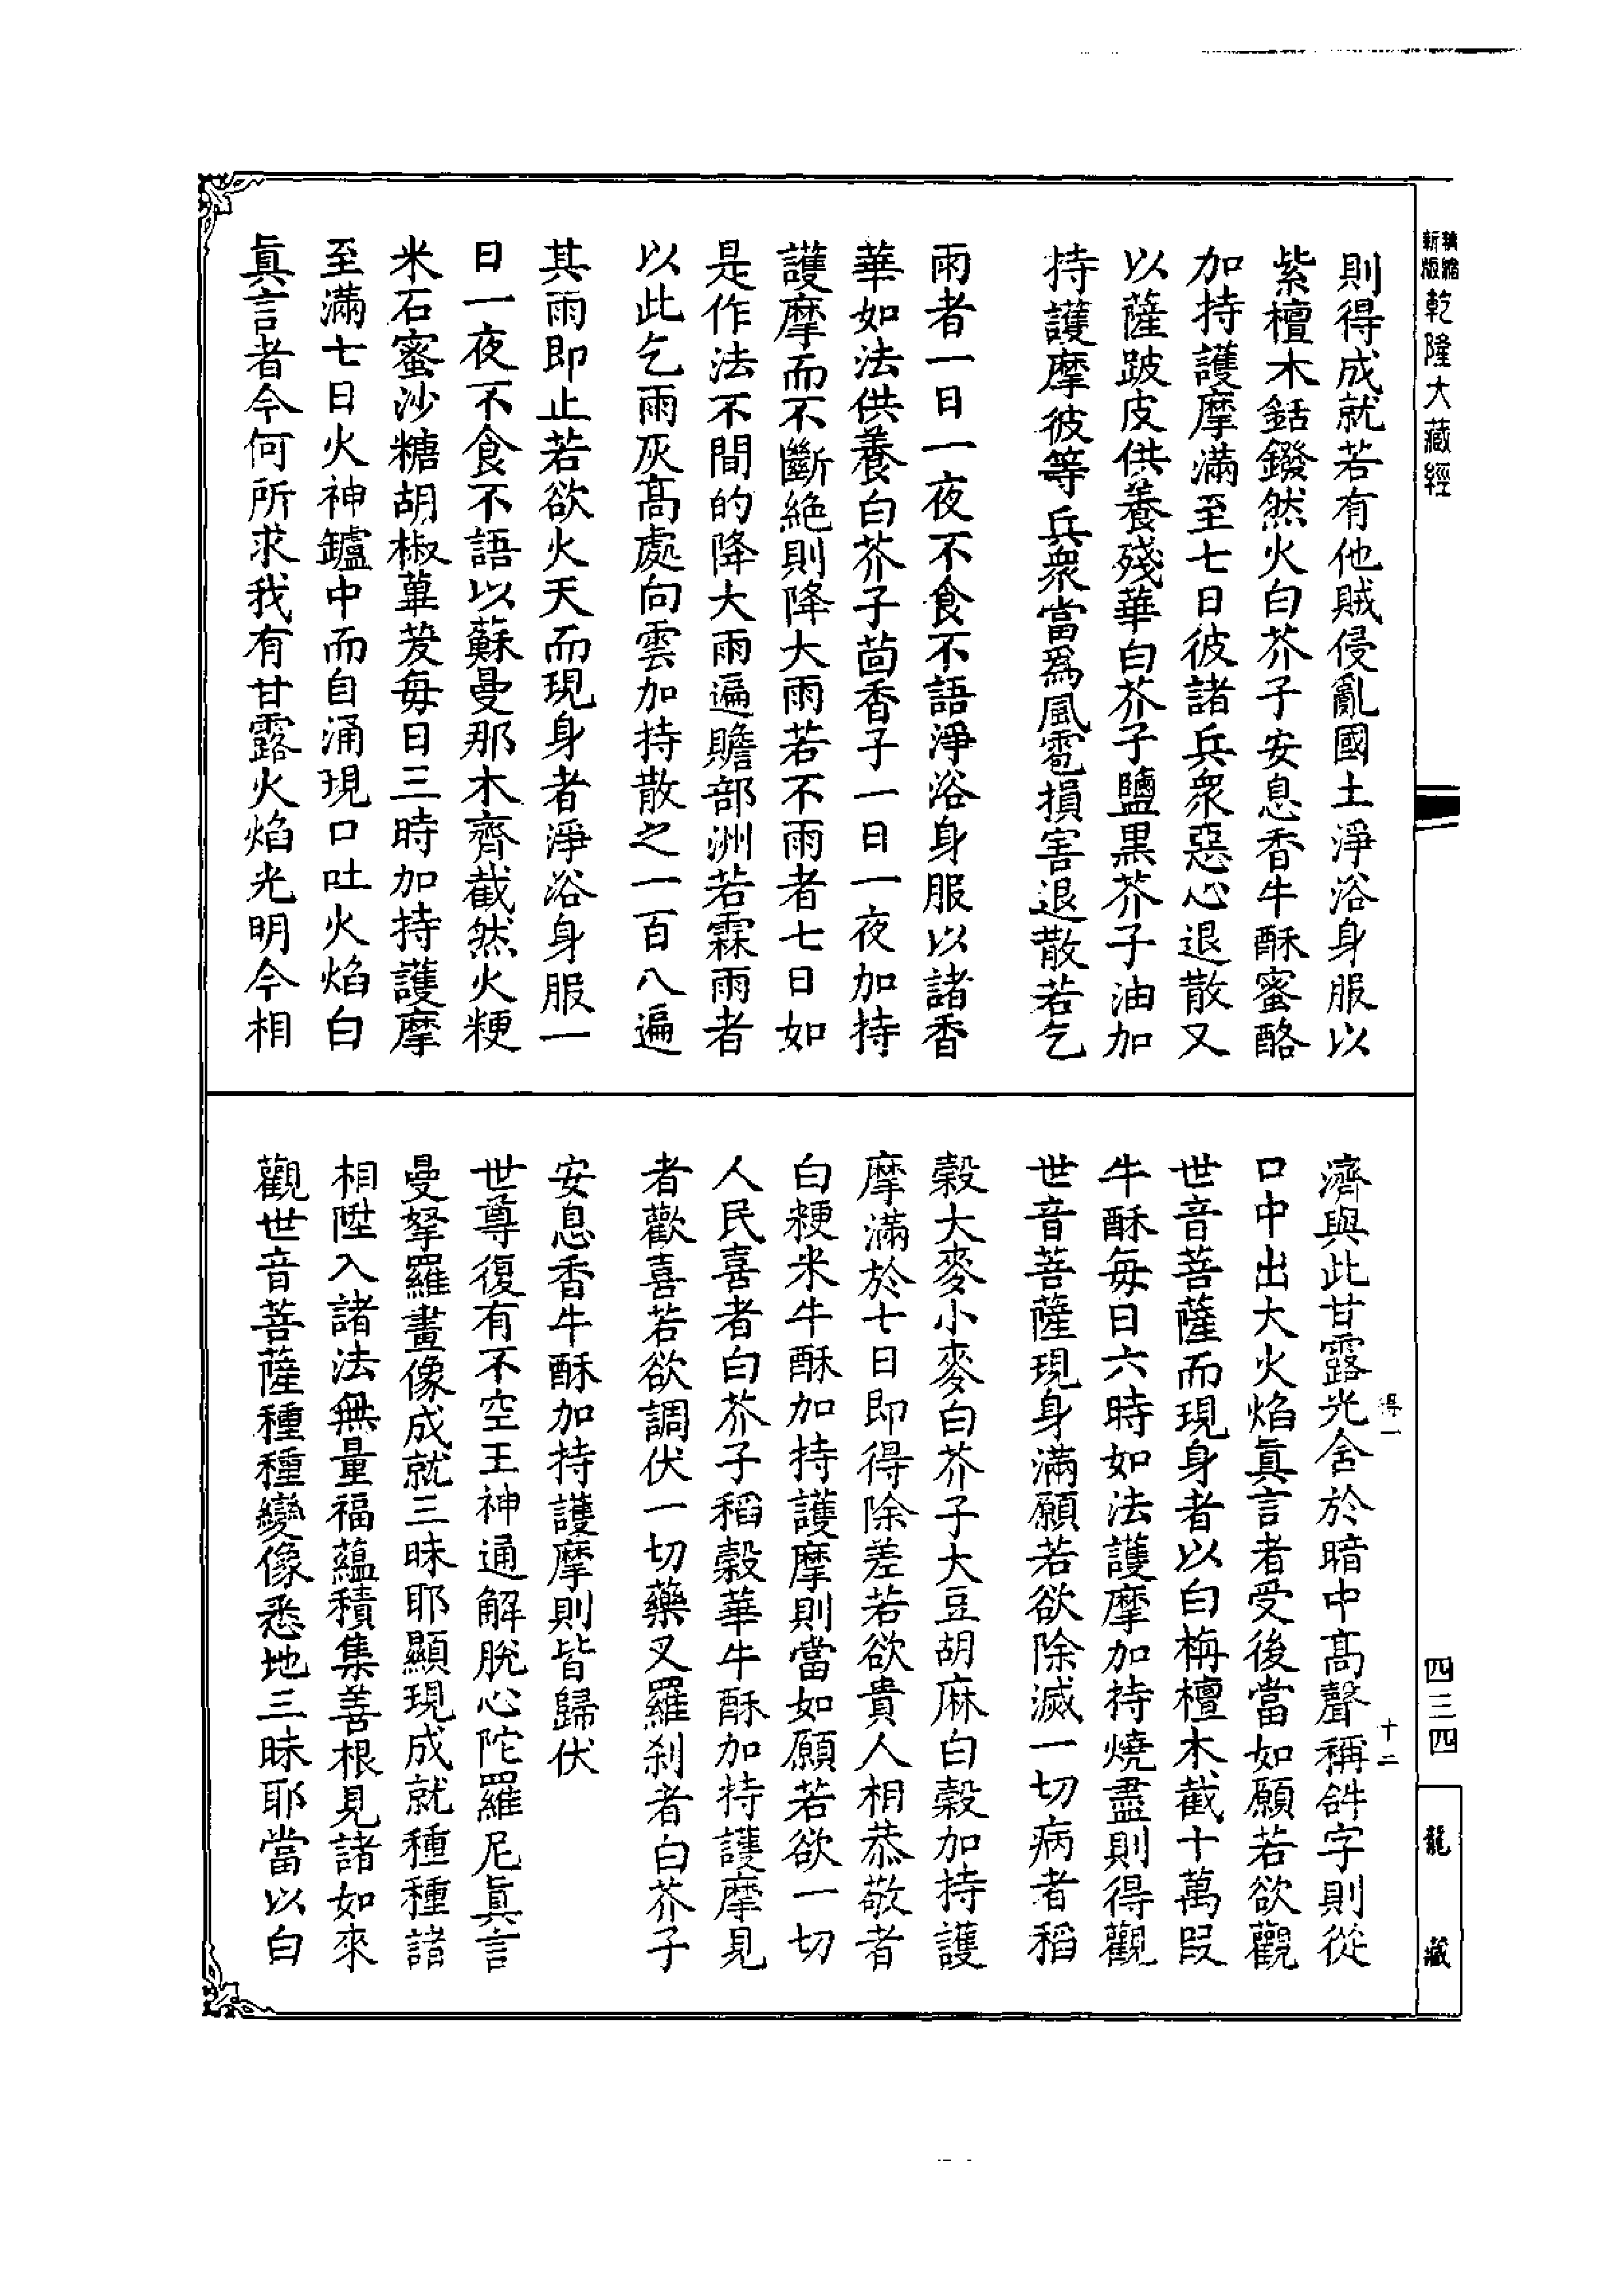 新版
乾隆大藏經
四三四
龍藏
則得成就若有他賊侵亂國土淨浴身服以
紫檀木銛鏺然火白芥子安息香牛酥蜜酪
加持護摩滿至七日彼諸兵眾惡心退散又
以薩跛皮供養殘華白芥子鹽黑芥子油加
持護摩彼等兵眾當為風雹損害退散若乞
雨者一日一夜不食不語淨浴身服以諸香
華如法供養白芥子茴香子一日一夜加持
護摩而不斷絕則降大雨若不雨者七日如
是作法不間的降大雨遍贍部洲若霖雨者
以此乞雨灰髙處向雲加持散之一百八遍
其雨即止若欲火天而現身者淨浴身服一
日一夜不食不語以蘇曼那木齊截然火粳
米石蜜沙糖胡椒蓽茇每日三時加持護摩
至滿七日火神鑪中而自涌現口吐火焰白
真言者今何所求我有甘露火焰光明今相
得一
十二
濟與此甘露光舍於暗中髙聲稱𤙖字則從
口中出大火焰真言者受後當如願若欲觀
世音菩薩而現身者以白栴檀木截十萬段
牛酥每日六時如法護摩加持燒盡則得觀
世音菩薩現身滿願若欲除滅一切病者稻
穀大麥小麥白芥子大豆胡麻白穀加持護
摩滿於七日即得除差若欲貴人相恭敬者
白粳米牛酥加持護摩則當如願若欲一切
人民喜者白芥子稻穀華牛酥加持護摩見
者歡喜若欲調伏一切藥叉羅剎者白芥子
安息香牛酥加持護摩則皆歸伏
世尊復有不空王神通解脫心陀羅尼真言
曼拏羅畫像成就三昧耶顯現成就種種諸
相陞入諸法無量福蘊積集善根見諸如來
觀世音菩薩種種變像悉地三昧耶當以白